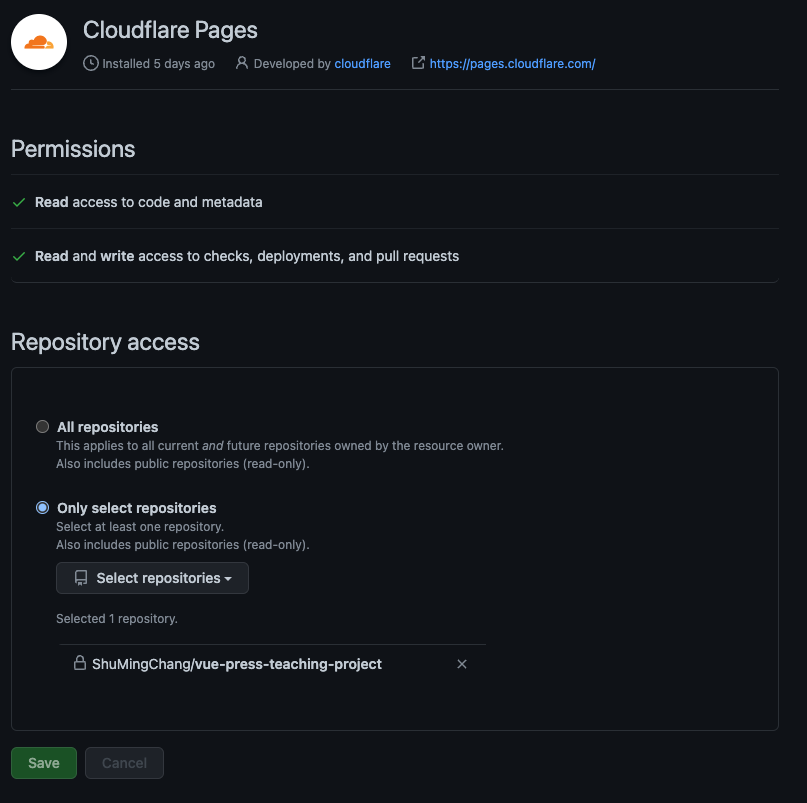 Cloudflare Pages
Installed 5 days ago Developed by cloudflare https://pages.cloudflare.com/
Permissions
Read access to code and metadata
Read and write access to checks, deployments, and pull requests
Repository access
All repositories
This applies to all current and future repositories owned by the resource owner.
Also includes public repositories (read-only).
Only select repositories
Select at least one repository.
Also includes public repositories (read-only).
Select repositories
Selected 1 repository.
ShuMingChang/vue-press-teaching-project
Save Cancel